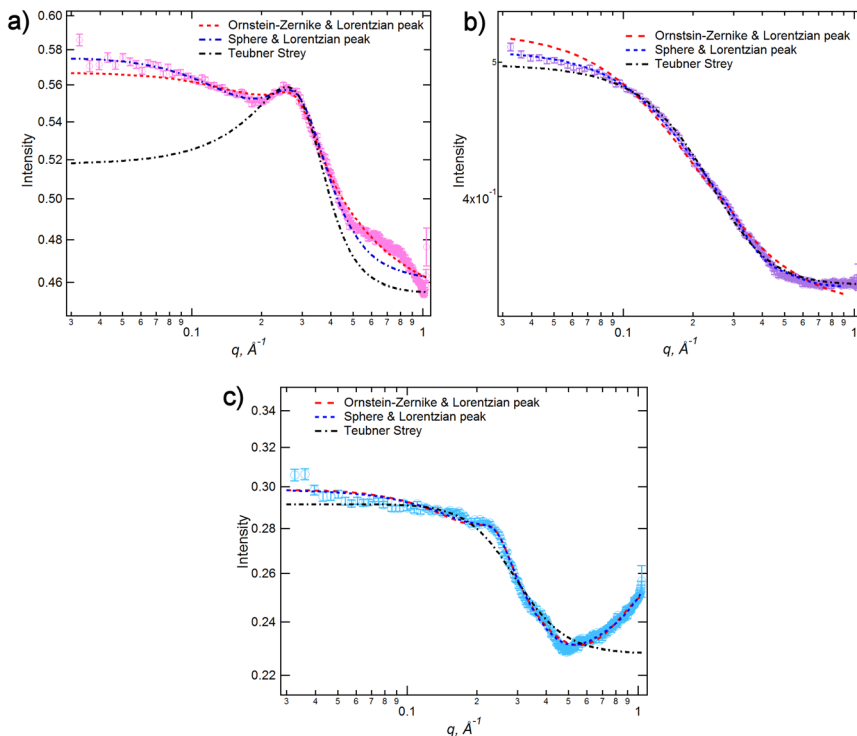 a)
Ornstein-Zernike & Lorentzian peak
Sphere & Lorentzian peak
Teubner Strey
0.60
0.58
0.56
0.54
0.52
0.50
0.48
0.46
Intensity
3 4 5 6 7 8 9 0.1 2 3 4 5 6 7 8 9 1
q, Å⁻¹
b)
Ornstsin-Zernike & Lorentzian peak
Sphere & Lorentzian peak
Teubner Strey
5
4x10⁻¹
Intensity
3 4 5 6 7 8 9 0.1 2 3 4 5 6 7 8 9 1
q, Å⁻¹
c)
Ornstein-Zernike & Lorentzian peak
Sphere & Lorentzian peak
Teubner Strey
0.34
0.32
0.30
0.28
0.26
0.24
0.22
Intensity
3 4 5 6 7 8 9 0.1 2 3 4 5 6 7 8 9 1
q, Å⁻¹